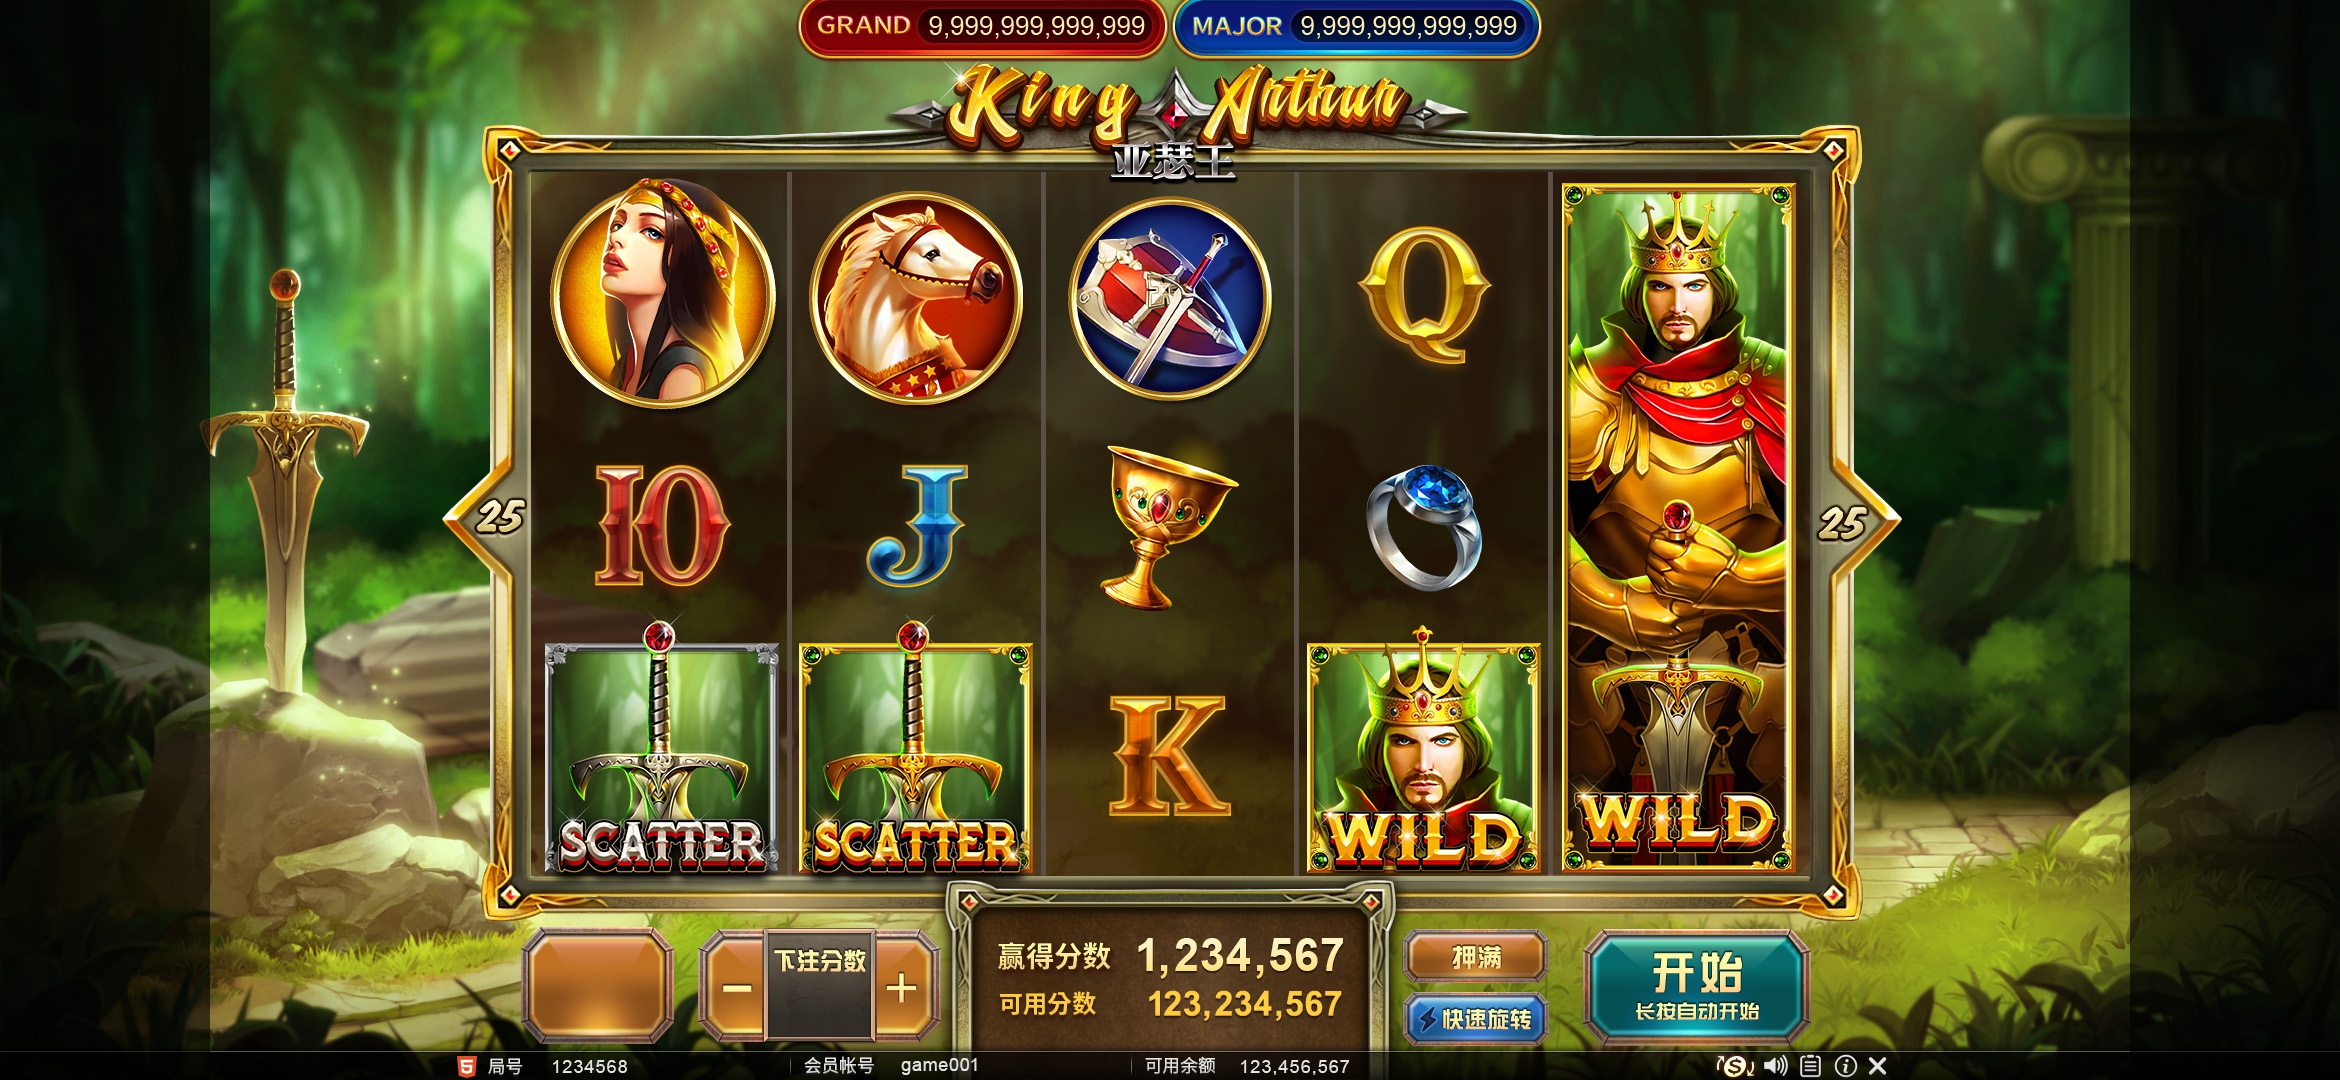 GRAND 9,999,999,999,999
MAJOR 9,999,999,999,999
King Arthur
亚瑟王
Q
25
IO
J
25
K
SCATTER
SCATTER
WILD
WILD
下注分数
− +
赢得分数 1,234,567
可用分数 123,234,567
押满
快速旋转
开始
长按自动开始
5 局号 1234568
会员帐号 game001
可用余额 123,456,567
S
i